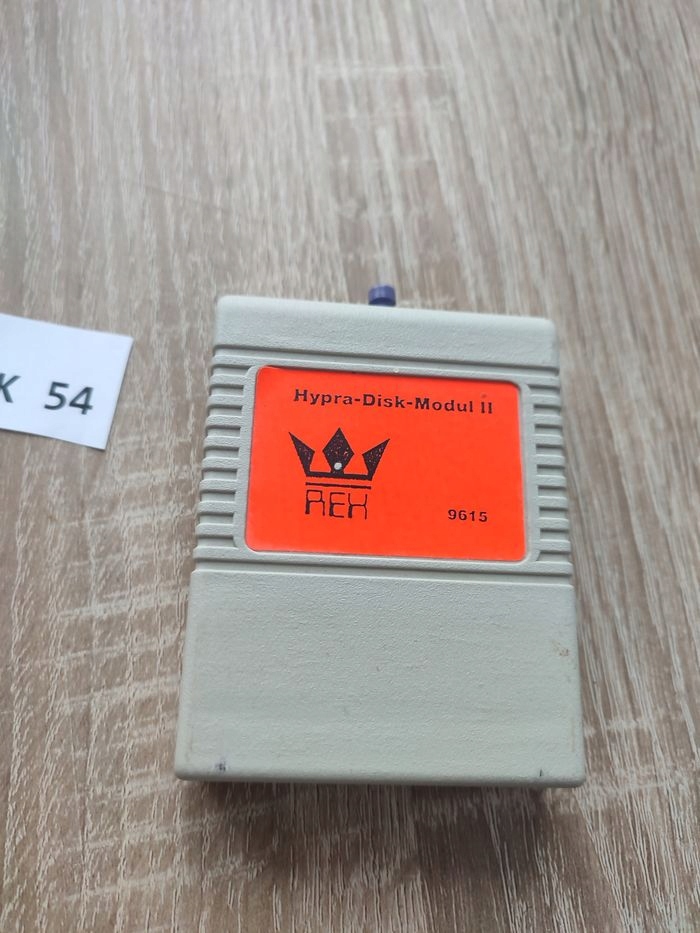 Hypra-Disk-Modul II
REX
9615
K 54